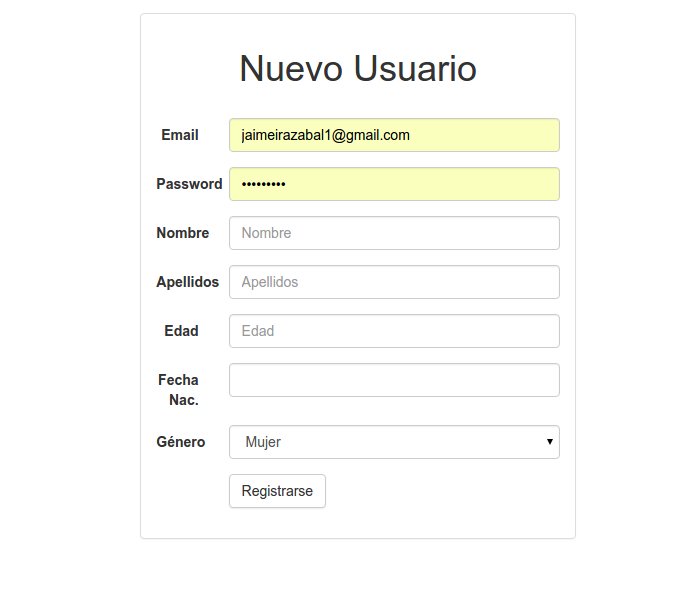 Nuevo Usuario
Email jaimeirazabal1@gmail.com
Password •••••••••
Nombre Nombre
Apellidos Apellidos
Edad Edad
Fecha
Nac.
Género Mujer
Registrarse